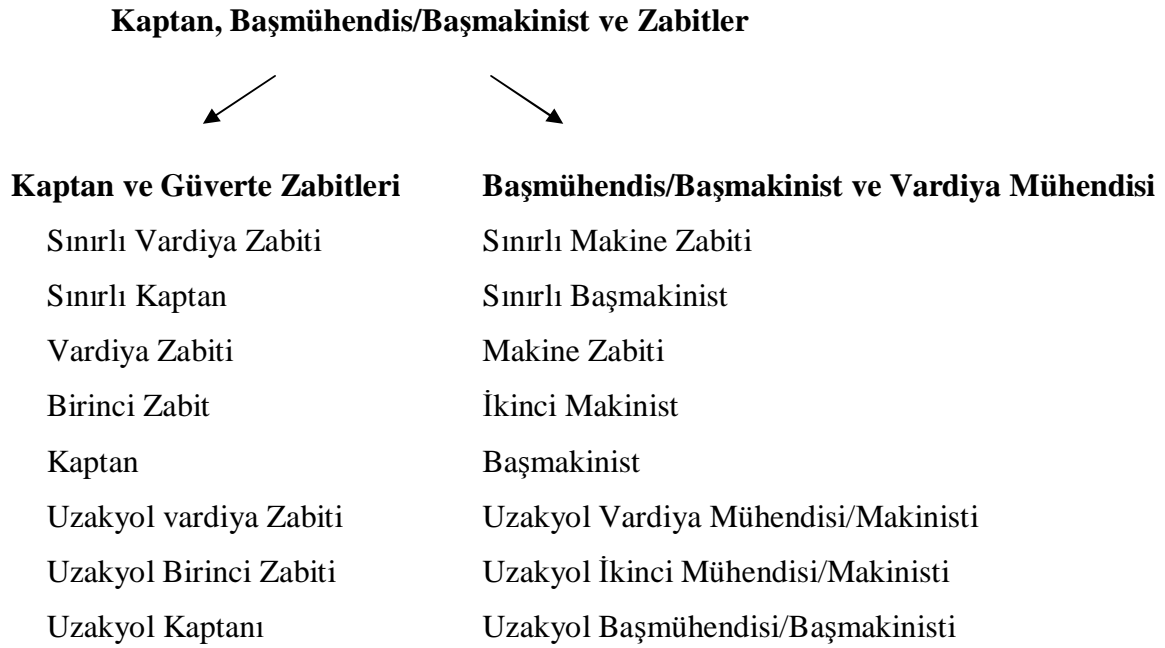 Kaptan, Başmühendis/Başmakinist ve Zabitler
Kaptan ve Güverte Zabitleri
Sınırlı Vardiya Zabiti
Sınırlı Kaptan
Vardiya Zabiti
Birinci Zabit
Kaptan
Uzakyol vardiya Zabiti
Uzakyol Birinci Zabiti
Uzakyol Kaptanı
Başmühendis/Başmakinist ve Vardiya Mühendisi
Sınırlı Makine Zabiti
Sınırlı Başmakinist
Makine Zabiti
İkinci Makinist
Başmakinist
Uzakyol Vardiya Mühendisi/Makinisti
Uzakyol İkinci Mühendisi/Makinisti
Uzakyol Başmühendisi/Başmakinisti